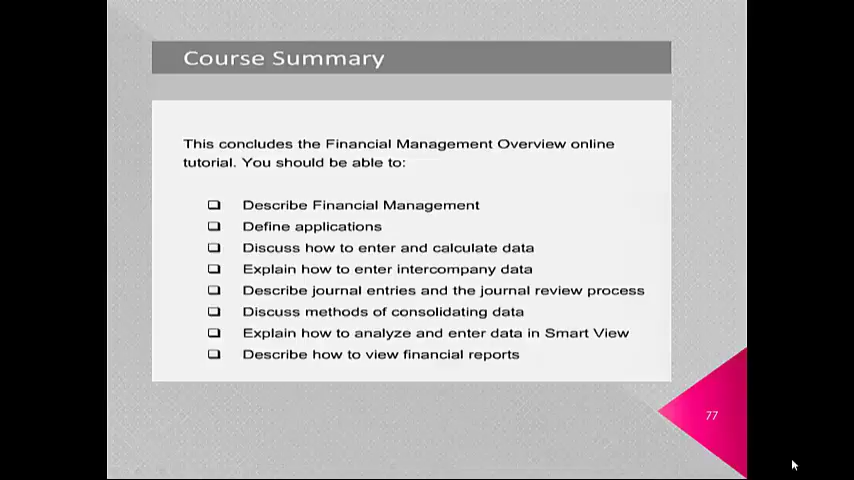 Course Summary
This concludes the Financial Management Overview online
tutorial. You should be able to:
Describe Financial Management
Define applications
Discuss how to enter and calculate data
Explain how to enter intercompany data
Describe journal entries and the journal review process
Discuss methods of consolidating data
Explain how to analyze and enter data in Smart View
Describe how to view financial reports
77